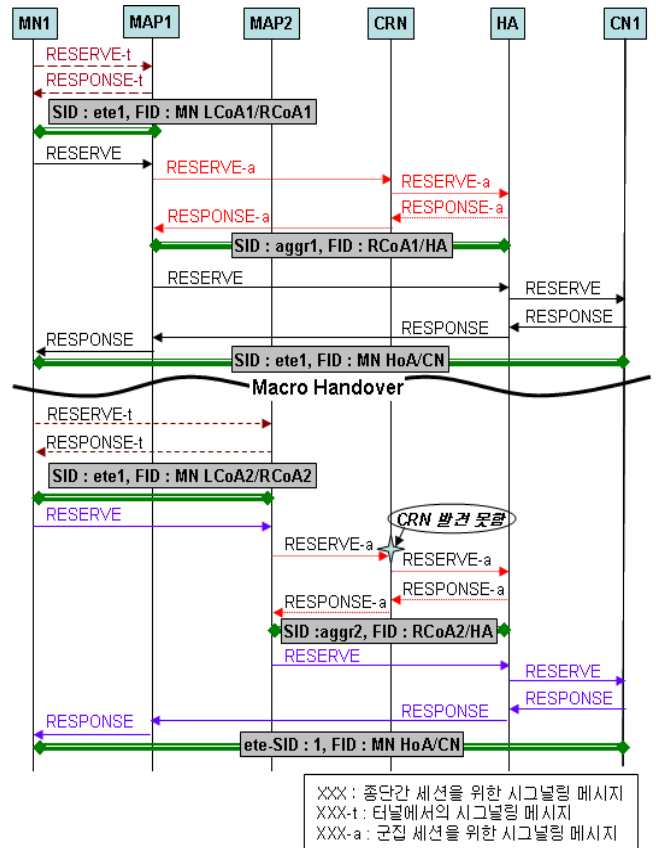 MN1 MAP1 MAP2 CRN HA CN1
RESERVE-t
RESPONSE-t
SID : ete1, FID : MN LCoA1/RCoA1
RESERVE
RESERVE-a
RESERVE-a
RESPONSE-a
RESPONSE-a
SID : aggr1, FID : RCoA1/HA
RESERVE
RESERVE
RESPONSE
RESPONSE
RESPONSE
SID : ete1, FID : MN HoA/CN
Macro Handover
RESERVE-t
RESPONSE-t
SID : ete1, FID : MN LCoA2/RCoA2
RESERVE
CRN 발견 못함
RESERVE-a
RESERVE-a
RESPONSE-a
RESPONSE-a
SID :aggr2, FID : RCoA2/HA
RESERVE
RESERVE
RESPONSE
RESPONSE
RESPONSE
ete-SID : 1, FID : MN HoA/CN
XXX : 종단간 세션을 위한 시그널링 메시지
XXX-t : 터널에서의 시그널링 메시지
XXX-a : 군집 세션을 위한 시그널링 메시지